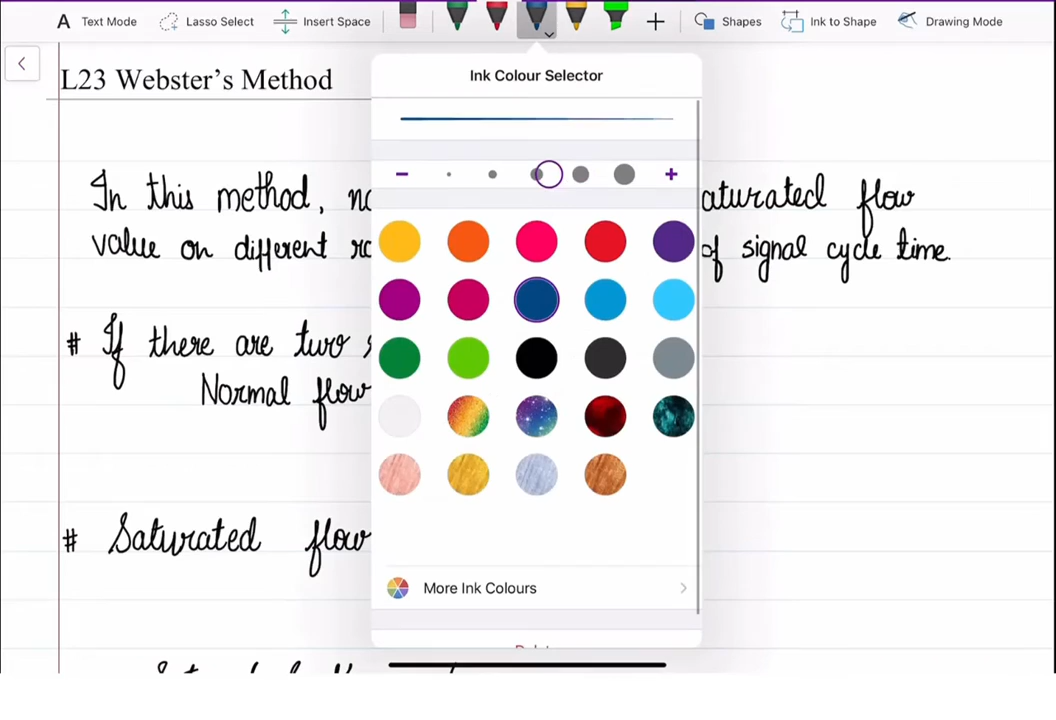 A Text Mode Lasso Select Insert Space Shapes Ink to Shape Drawing Mode
L23 Webster's Method
Ink Colour Selector
In this method, aturated flow
value on different of signal cycle time.
# If there are two
Normal flow
# Saturated flow
More Ink Colours